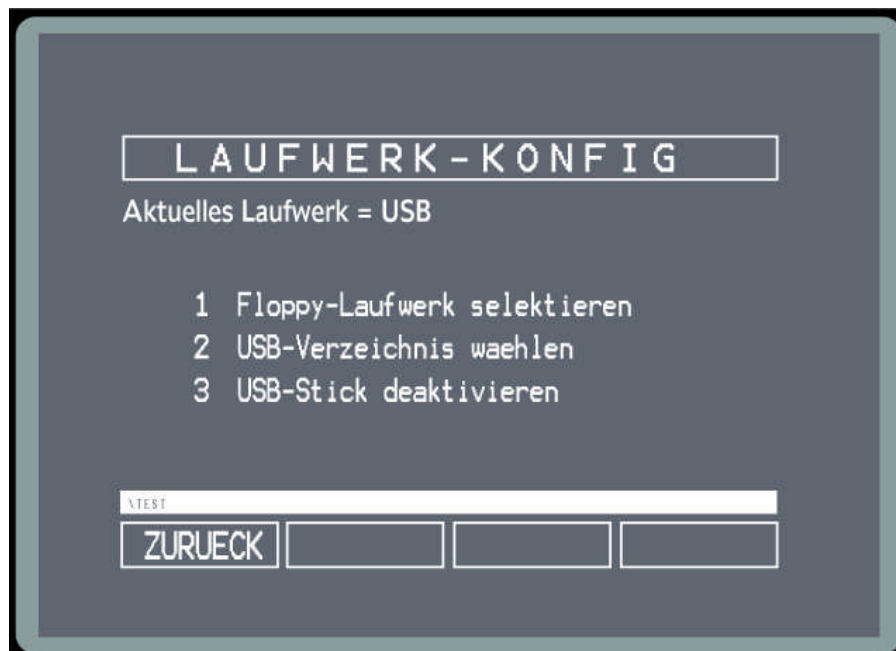 LAUFWERK-KONFIG
Aktuelles Laufwerk = USB
1 Floppy-Laufwerk selektieren
2 USB-Verzeichnis waehlen
3 USB-Stick deaktivieren
\TEST
ZURUECK